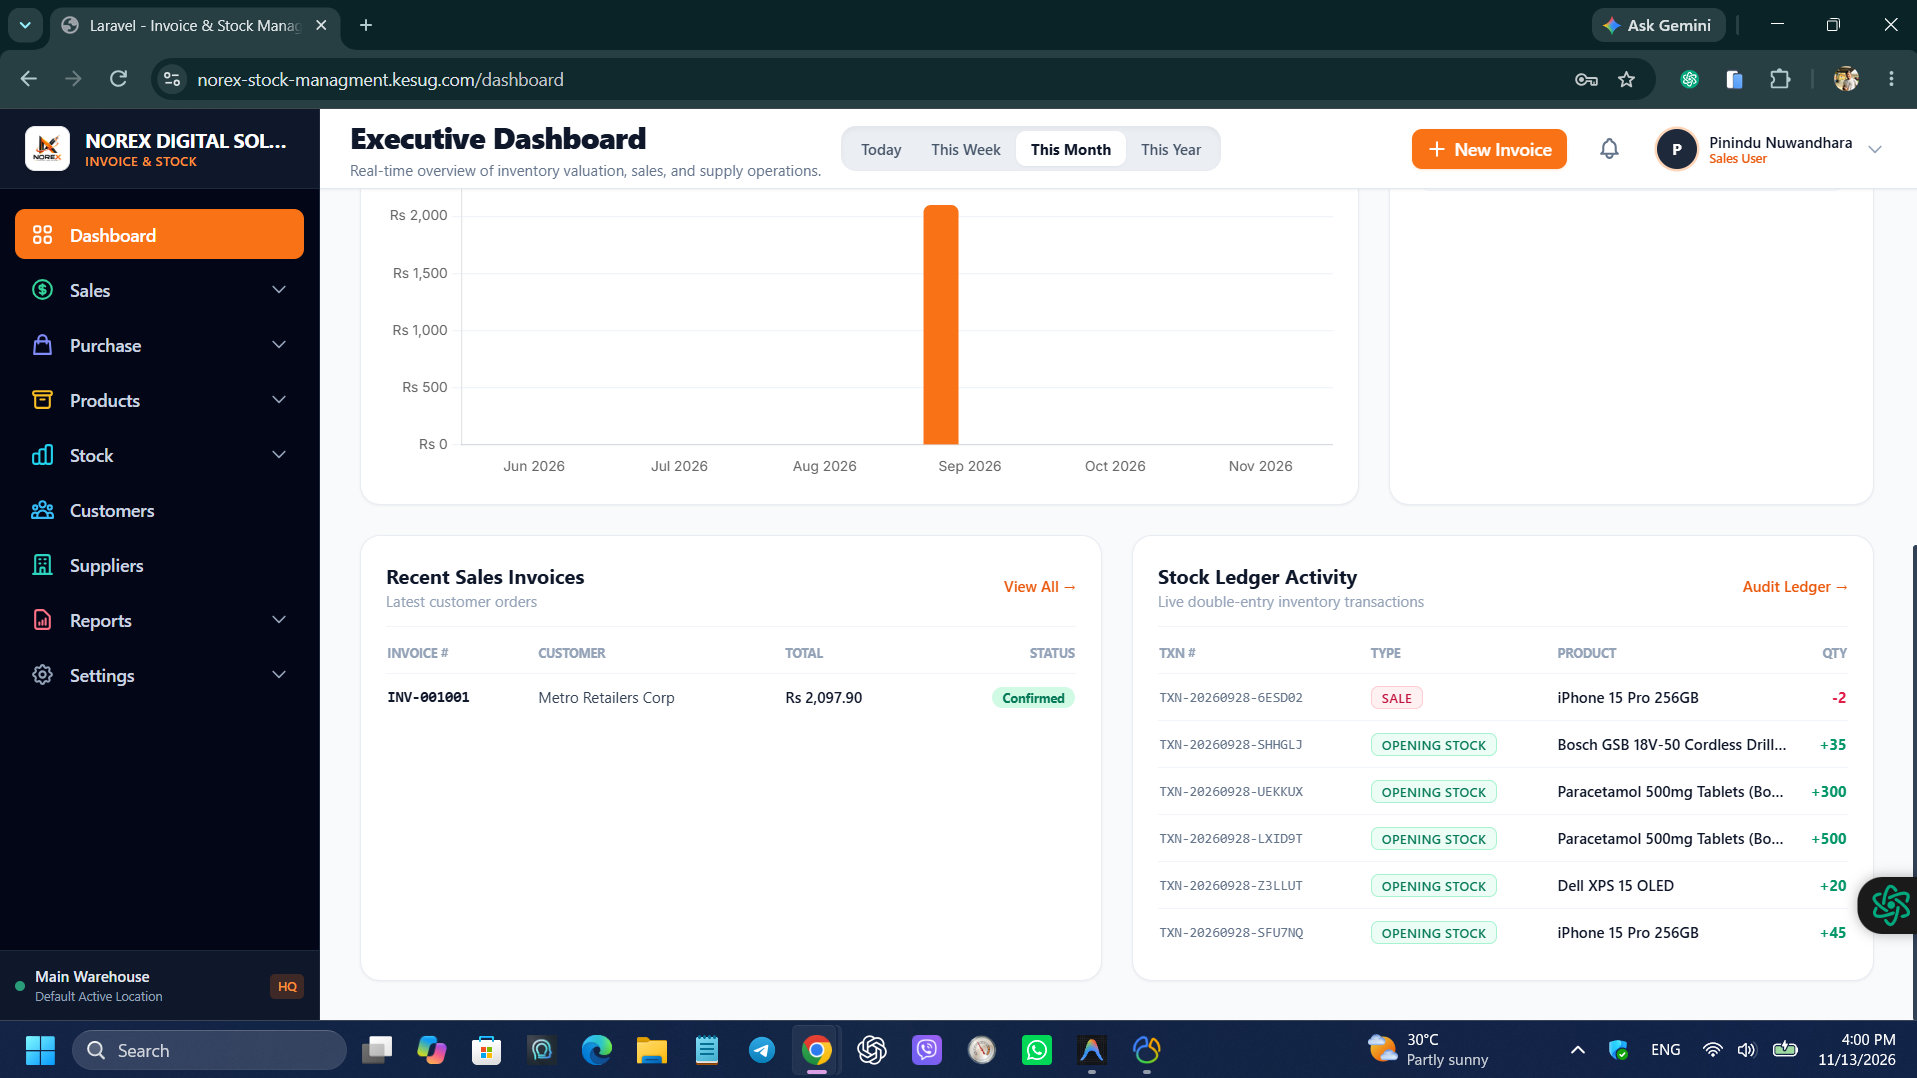 Laravel - Invoice & Stock Manag
Ask Gemini
norex-stock-managment.kesug.com/dashboard
NOREX
NOREX DIGITAL SOL...
INVOICE & STOCK
Executive Dashboard
Real-time overview of inventory valuation, sales, and supply operations.
Today
This Week
This Month
This Year
+ New Invoice
P
Pinindu Nuwandhara
Sales User
Dashboard
Sales
Purchase
Products
Stock
Customers
Suppliers
Reports
Settings
Main Warehouse
Default Active Location
HQ
Rs 2,000
Rs 1,500
Rs 1,000
Rs 500
Rs 0
Jun 2026 Jul 2026 Aug 2026 Sep 2026 Oct 2026 Nov 2026
Recent Sales Invoices
Latest customer orders
View All →
INVOICE # CUSTOMER TOTAL STATUS
INV-001001 Metro Retailers Corp Rs 2,097.90 Confirmed
Stock Ledger Activity
Live double-entry inventory transactions
Audit Ledger →
TXN # TYPE PRODUCT QTY
TXN-20260928-6ESD02 SALE iPhone 15 Pro 256GB -2
TXN-20260928-SHHGLJ OPENING STOCK Bosch GSB 18V-50 Cordless Drill... +35
TXN-20260928-UEKKUX OPENING STOCK Paracetamol 500mg Tablets (Bo... +300
TXN-20260928-LXID9T OPENING STOCK Paracetamol 500mg Tablets (Bo... +500
TXN-20260928-Z3LLUT OPENING STOCK Dell XPS 15 OLED +20
TXN-20260928-SFU7NQ OPENING STOCK iPhone 15 Pro 256GB +45
Search
30°C
Partly sunny
ENG
4:00 PM
11/13/2026